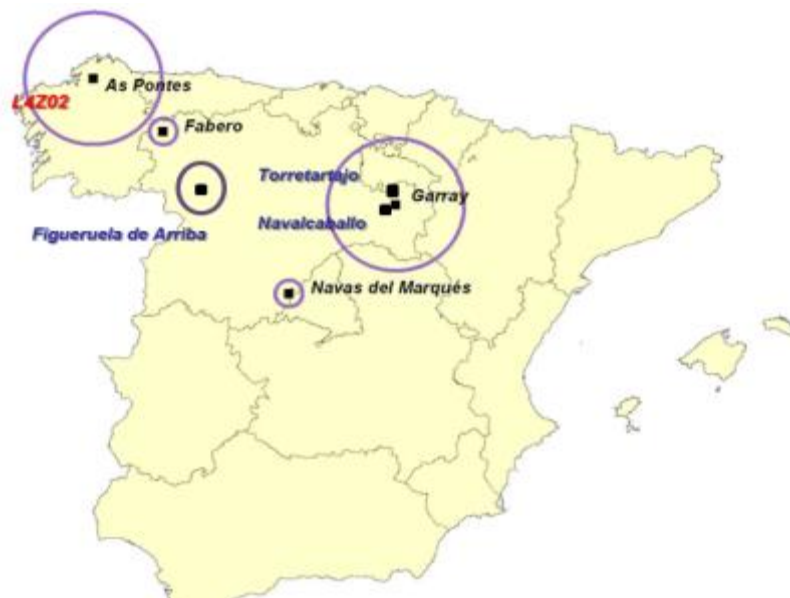 As Pontes
L4Z02
Fabero
Torretartajo
Garray
Navalcaballo
Figueruela de Arriba
Navas del Marqués